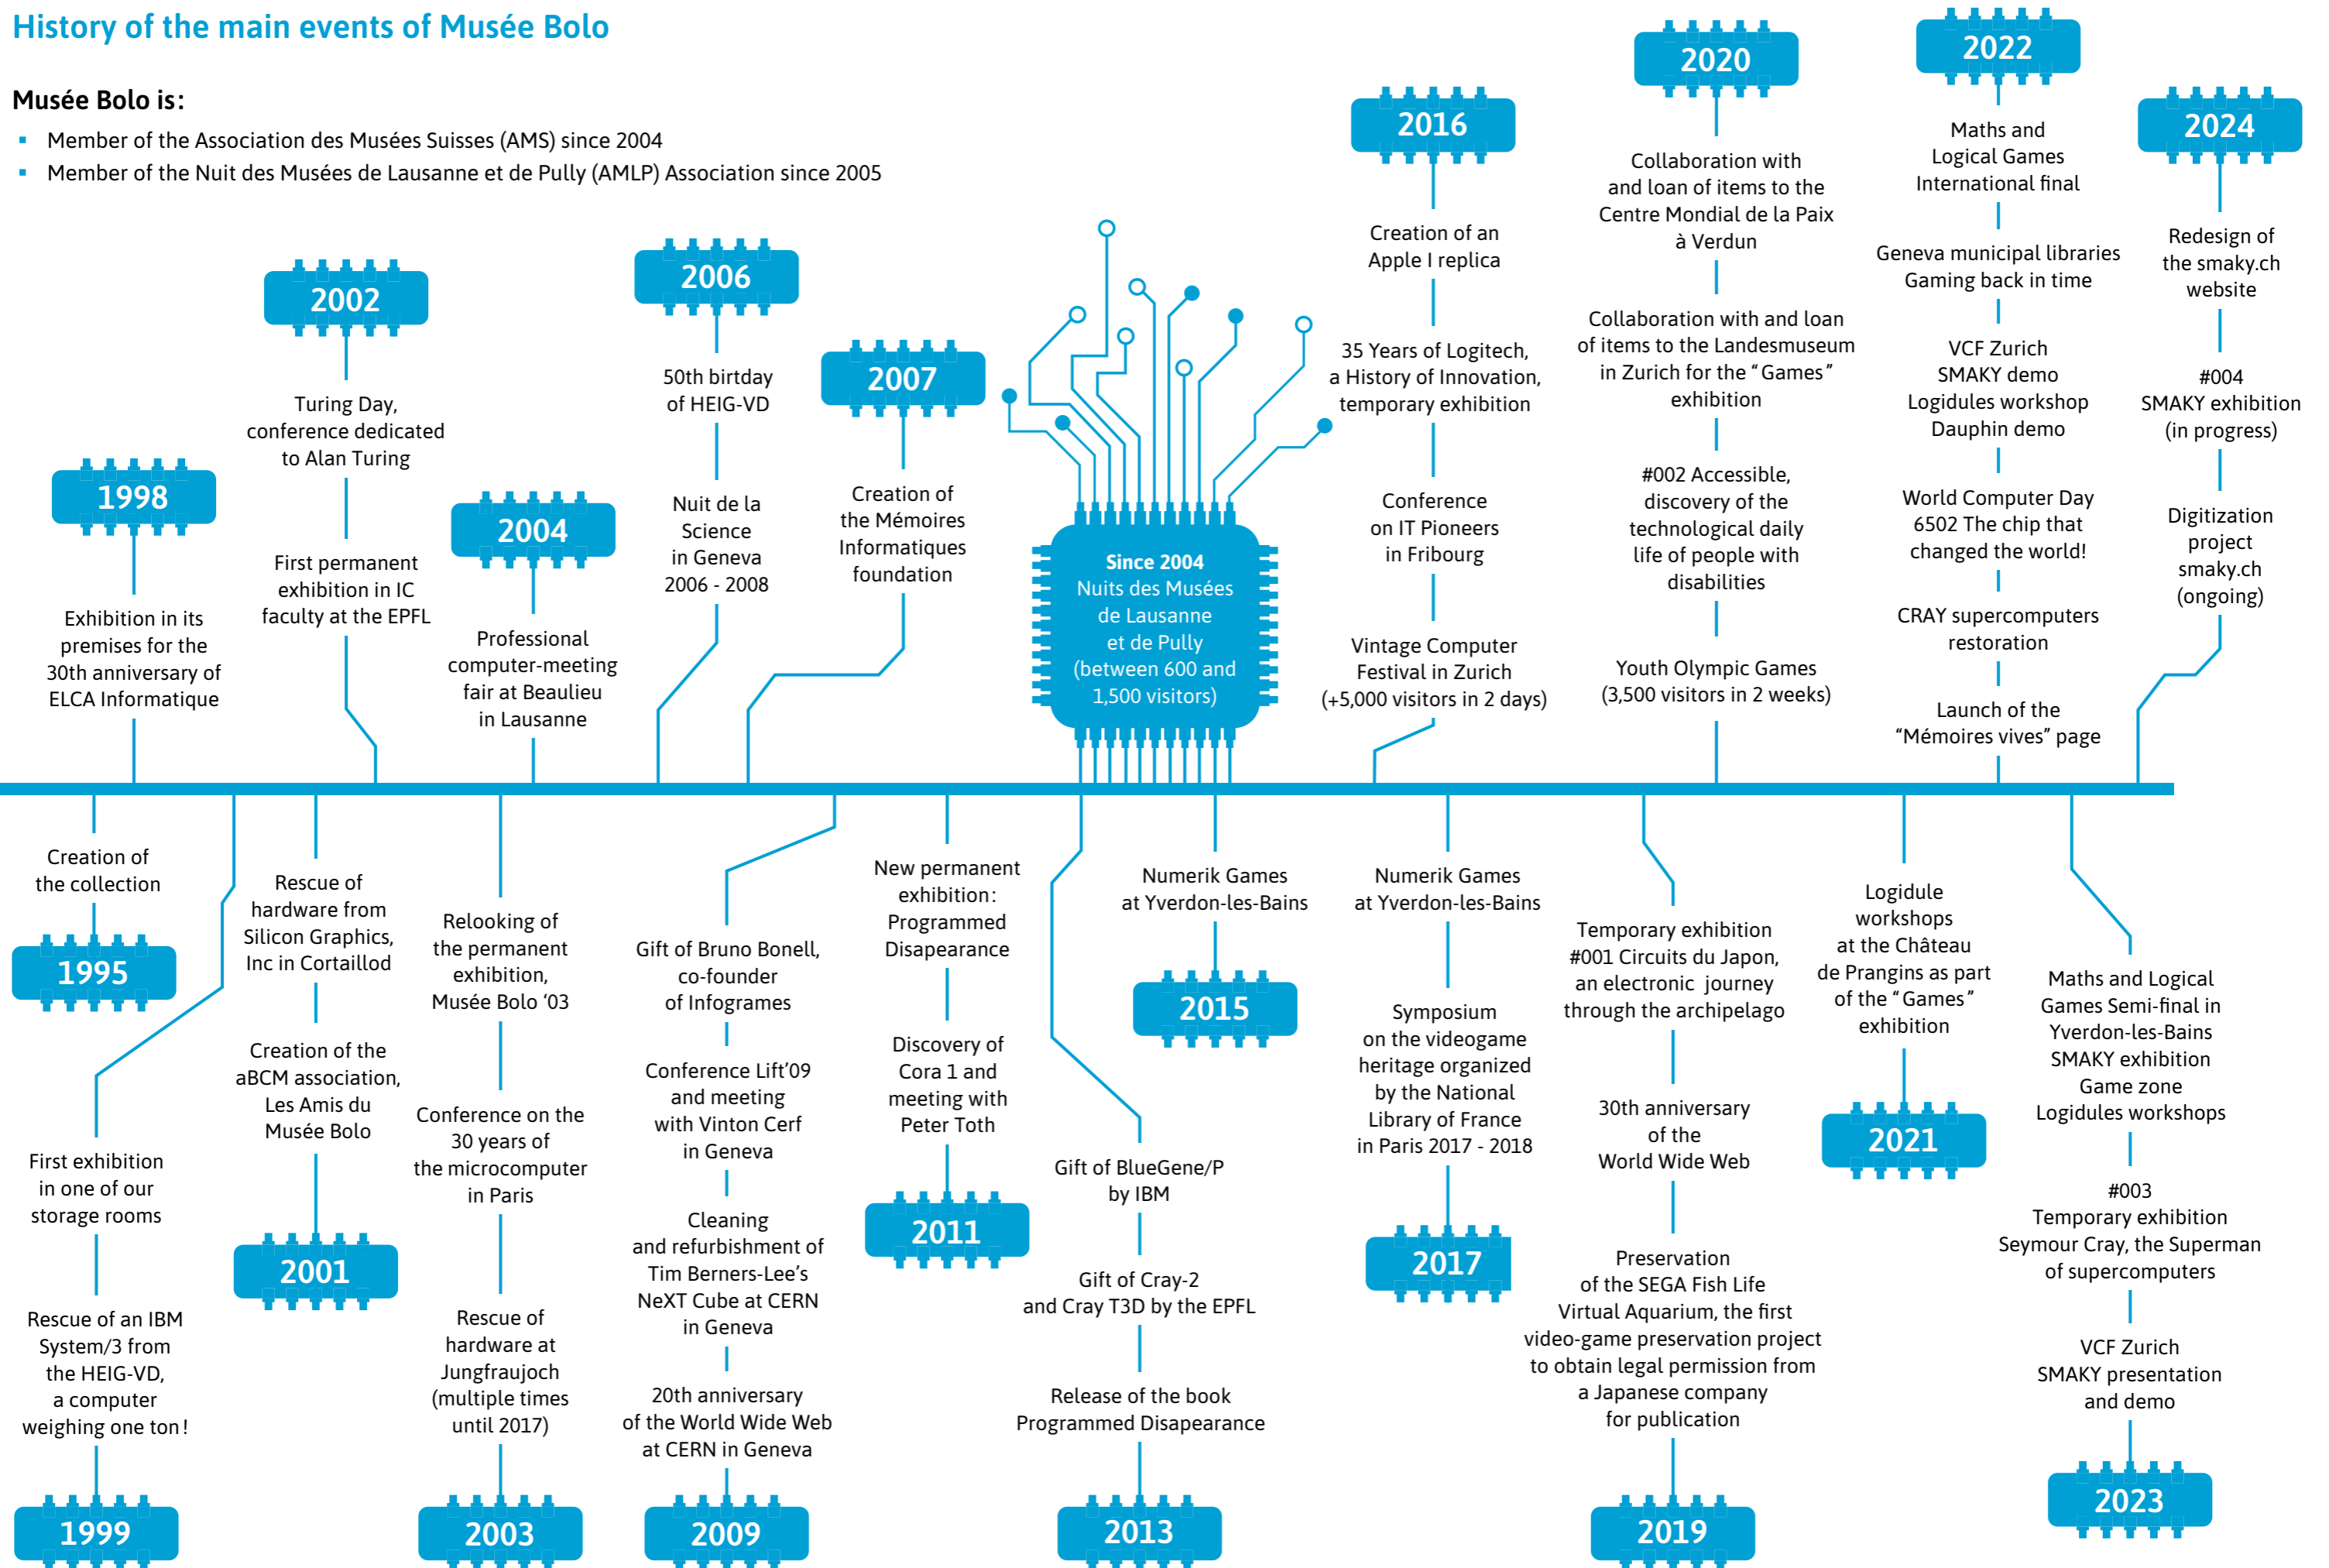 History of the main events of Musée Bolo
Musée Bolo is:
▪ Member of the Association des Musées Suisses (AMS) since 2004
▪ Member of the Nuit des Musées de Lausanne et de Pully (AMLP) Association since 2005
1998
Exhibition in its
premises for the
30th anniversary of
ELCA Informatique
2002
Turing Day,
conference dedicated
to Alan Turing
First permanent
exhibition in IC
faculty at the EPFL
2004
Professional
computer-meeting
fair at Beaulieu
in Lausanne
2006
50th birtday
of HEIG-VD
Nuit de la
Science
in Geneva
2006 - 2008
2007
Creation of
the Mémoires
Informatiques
foundation
Since 2004
Nuits des Musées
de Lausanne
et de Pully
(between 600 and
1,500 visitors)
2016
Creation of an
Apple I replica
35 Years of Logitech,
a History of Innovation,
temporary exhibition
Conference
on IT Pioneers
in Fribourg
Vintage Computer
Festival in Zurich
(+5,000 visitors in 2 days)
2020
Collaboration with
and loan of items to the
Centre Mondial de la Paix
à Verdun
Collaboration with and loan
of items to the Landesmuseum
in Zurich for the “Games”
exhibition
#002 Accessible,
discovery of the
technological daily
life of people with
disabilities
Youth Olympic Games
(3,500 visitors in 2 weeks)
2022
Maths and
Logical Games
International final
Geneva municipal libraries
Gaming back in time
VCF Zurich
SMAKY demo
Logidules workshop
Dauphin demo
World Computer Day
6502 The chip that
changed the world!
CRAY supercomputers
restoration
Launch of the
“Mémoires vives” page
2024
Redesign of
the smaky.ch
website
#004
SMAKY exhibition
(in progress)
Digitization
project
smaky.ch
(ongoing)
Creation of
the collection
1995
First exhibition
in one of our
storage rooms
Rescue of an IBM
System/3 from
the HEIG-VD,
a computer
weighing one ton!
1999
Rescue of
hardware from
Silicon Graphics,
Inc in Cortaillod
Creation of the
aBCM association,
Les Amis du
Musée Bolo
2001
Relooking of
the permanent
exhibition,
Musée Bolo ‘03
Conference on the
30 years of
the microcomputer
in Paris
Rescue of
hardware at
Jungfraujoch
(multiple times
until 2017)
2003
Gift of Bruno Bonell,
co-founder
of Infogrames
Conference Lift’09
and meeting
with Vinton Cerf
in Geneva
Cleaning
and refurbishment of
Tim Berners-Lee’s
NeXT Cube at CERN
in Geneva
20th anniversary
of the World Wide Web
at CERN in Geneva
2009
New permanent
exhibition:
Programmed
Disapearance
Discovery of
Cora 1 and
meeting with
Peter Toth
2011
Gift of BlueGene/P
by IBM
Gift of Cray-2
and Cray T3D by the EPFL
Release of the book
Programmed Disapearance
2013
Numerik Games
at Yverdon-les-Bains
2015
Numerik Games
at Yverdon-les-Bains
Symposium
on the videogame
heritage organized
by the National
Library of France
in Paris 2017 - 2018
2017
Temporary exhibition
#001 Circuits du Japon,
an electronic journey
through the archipelago
30th anniversary
of the
World Wide Web
Preservation
of the SEGA Fish Life
Virtual Aquarium, the first
video-game preservation project
to obtain legal permission from
a Japanese company
for publication
2019
Logidule
workshops
at the Château
de Prangins as part
of the “Games”
exhibition
2021
Maths and Logical
Games Semi-final in
Yverdon-les-Bains
SMAKY exhibition
Game zone
Logidules workshops
#003
Temporary exhibition
Seymour Cray, the Superman
of supercomputers
VCF Zurich
SMAKY presentation
and demo
2023